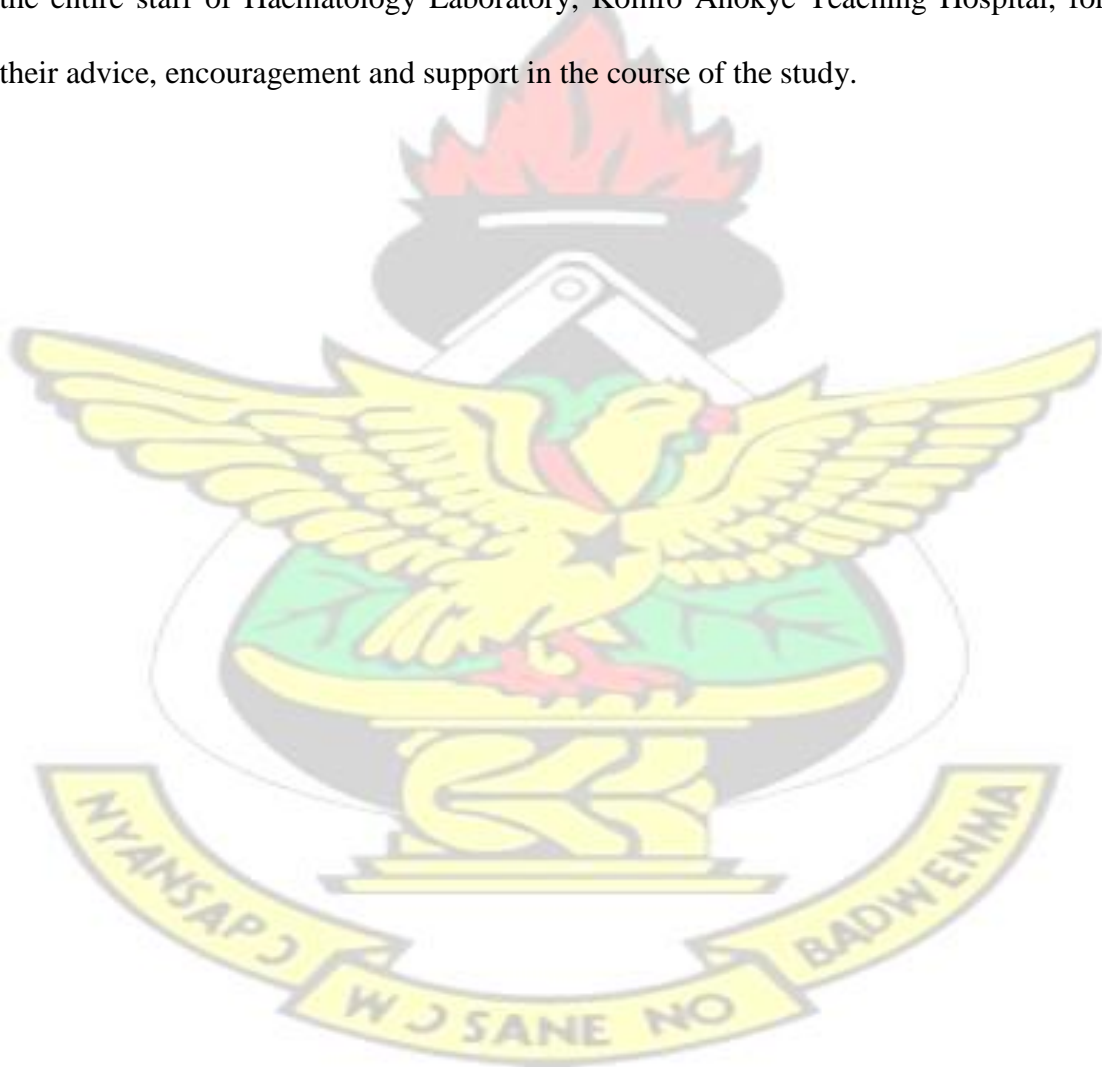 the entire staff of Haematology Laboratory, Komfo Anokye Teaching Hospital, for
their advice, encouragement and support in the course of the study.
NYANSAPƆ
WƆSANE NO
BADWENMA